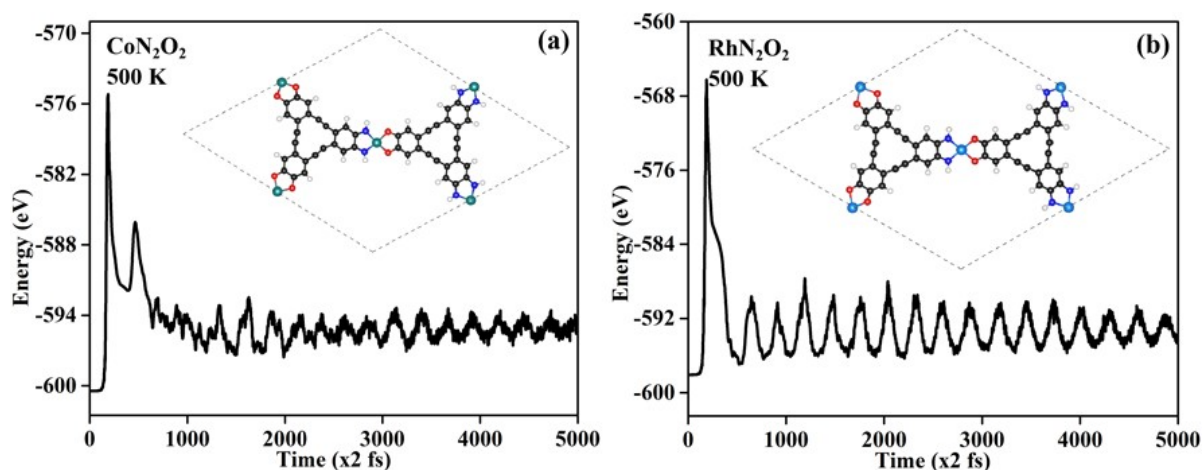 (a)
CoN₂O₂
500 K
-570
-576
-582
-588
-594
-600
Energy (eV)
0
1000
2000
3000
4000
5000
Time (x2 fs)
(b)
RhN₂O₂
500 K
-560
-568
-576
-584
-592
-600
Energy (eV)
0
1000
2000
3000
4000
5000
Time (x2 fs)